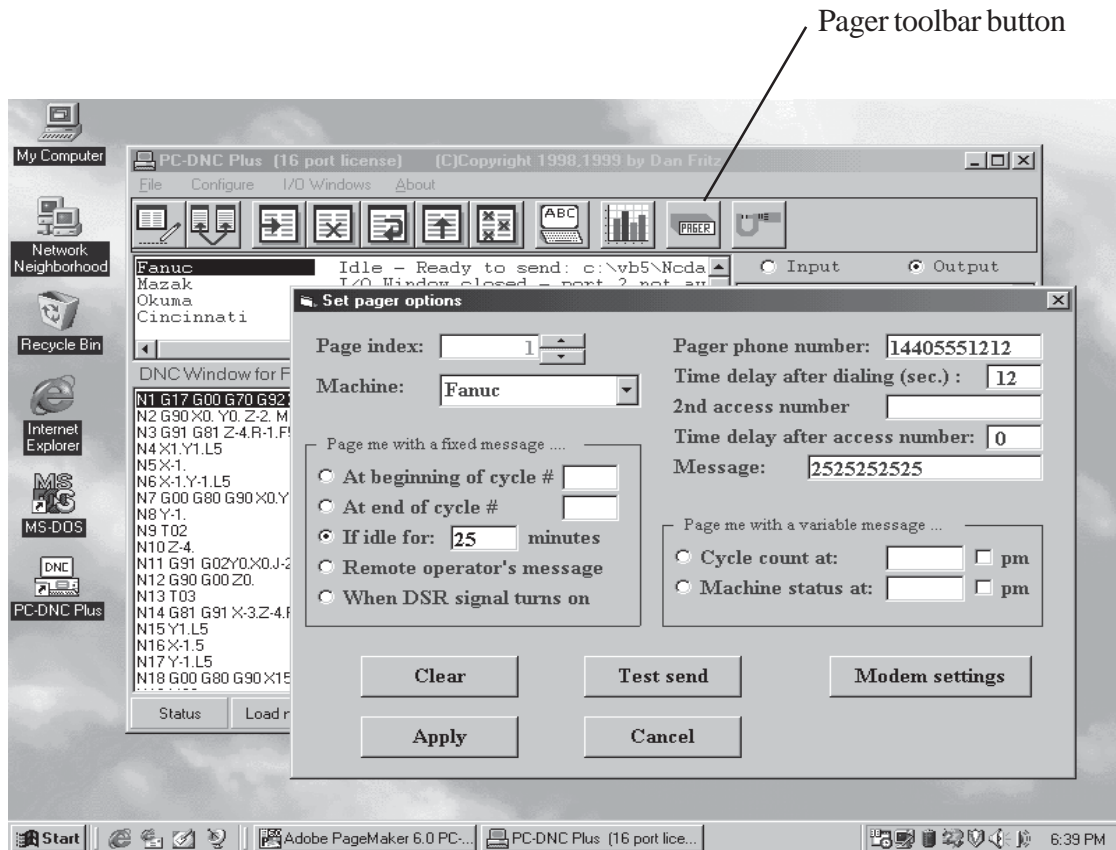 Pager toolbar button
My Computer
Network Neighborhood
Recycle Bin
Internet Explorer
MS-DOS
PC-DNC Plus
PC-DNC Plus (16 port license) (C)Copyright 1998,1999 by Dan Fritz
File Configure I/O Windows About
ABC
PAGER
Fanuc Idle - Ready to send: c:\vb5\Ncda
Mazak I/O Window closed - port 2 not au
Okuma
Cincinnati
Input Output
DNC Window for F
N1 G17 G00 G70 G92
N2 G90 X0. Y0. Z-2. M
N3 G91 G81 Z-4.R-1.F
N4 X1.Y1.L5
N5 X-1.
N6 X-1.Y-1.L5
N7 G00 G80 G90 X0.Y
N8 Y-1.
N9 T02
N10 Z-4.
N11 G91 G02Y0.X0.J-2
N12 G90 G00 Z0.
N13 T03
N14 G81 G91 X-3.Z-4.F
N15 Y1.L5
N16 X-1.5
N17 Y-1.L5
N18 G00 G80 G90 X15
Status Load r
Set pager options
Page index: 1
Machine: Fanuc
Page me with a fixed message ....
At beginning of cycle #
At end of cycle #
If idle for: 25 minutes
Remote operator's message
When DSR signal turns on
Pager phone number: 14405551212
Time delay after dialing (sec.) : 12
2nd access number
Time delay after access number: 0
Message: 2525252525
Page me with a variable message ...
Cycle count at: pm
Machine status at: pm
Clear Test send Modem settings
Apply Cancel
Start Adobe PageMaker 6.0 PC-... PC-DNC Plus (16 port lice... 6:39 PM